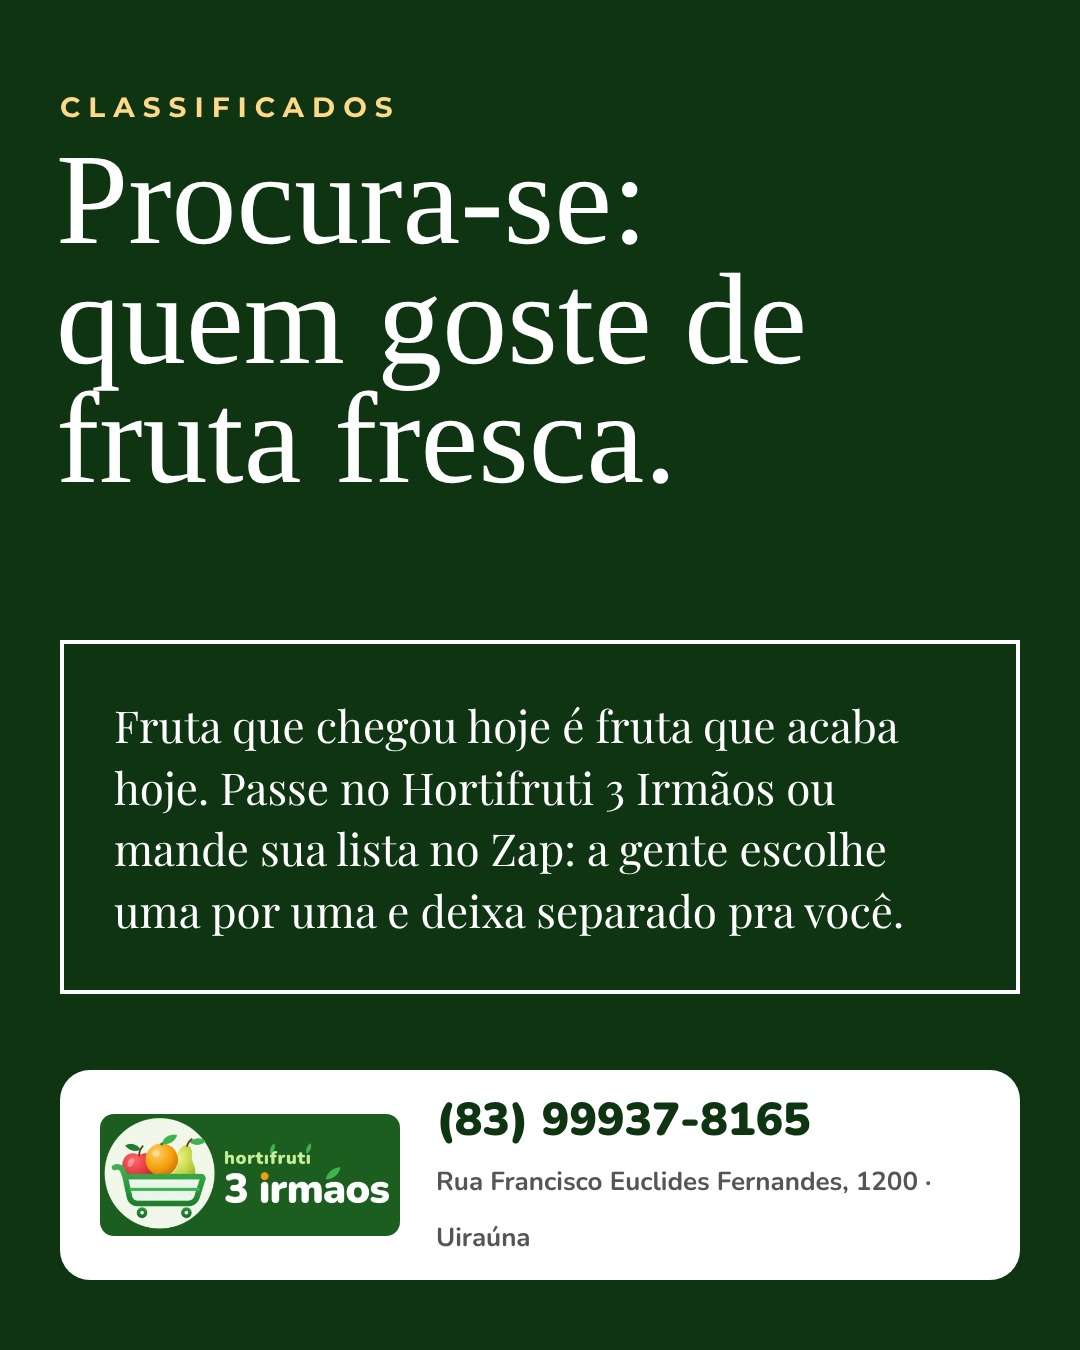 CLASSIFICADOS
Procura-se:
quem goste de
fruta fresca.
Fruta que chegou hoje é fruta que acaba
hoje. Passe no Hortifruti 3 Irmãos ou
mande sua lista no Zap: a gente escolhe
uma por uma e deixa separado pra você.
hortifruti
3 irmãos
(83) 99937-8165
Rua Francisco Euclides Fernandes, 1200 ·
Uiraúna